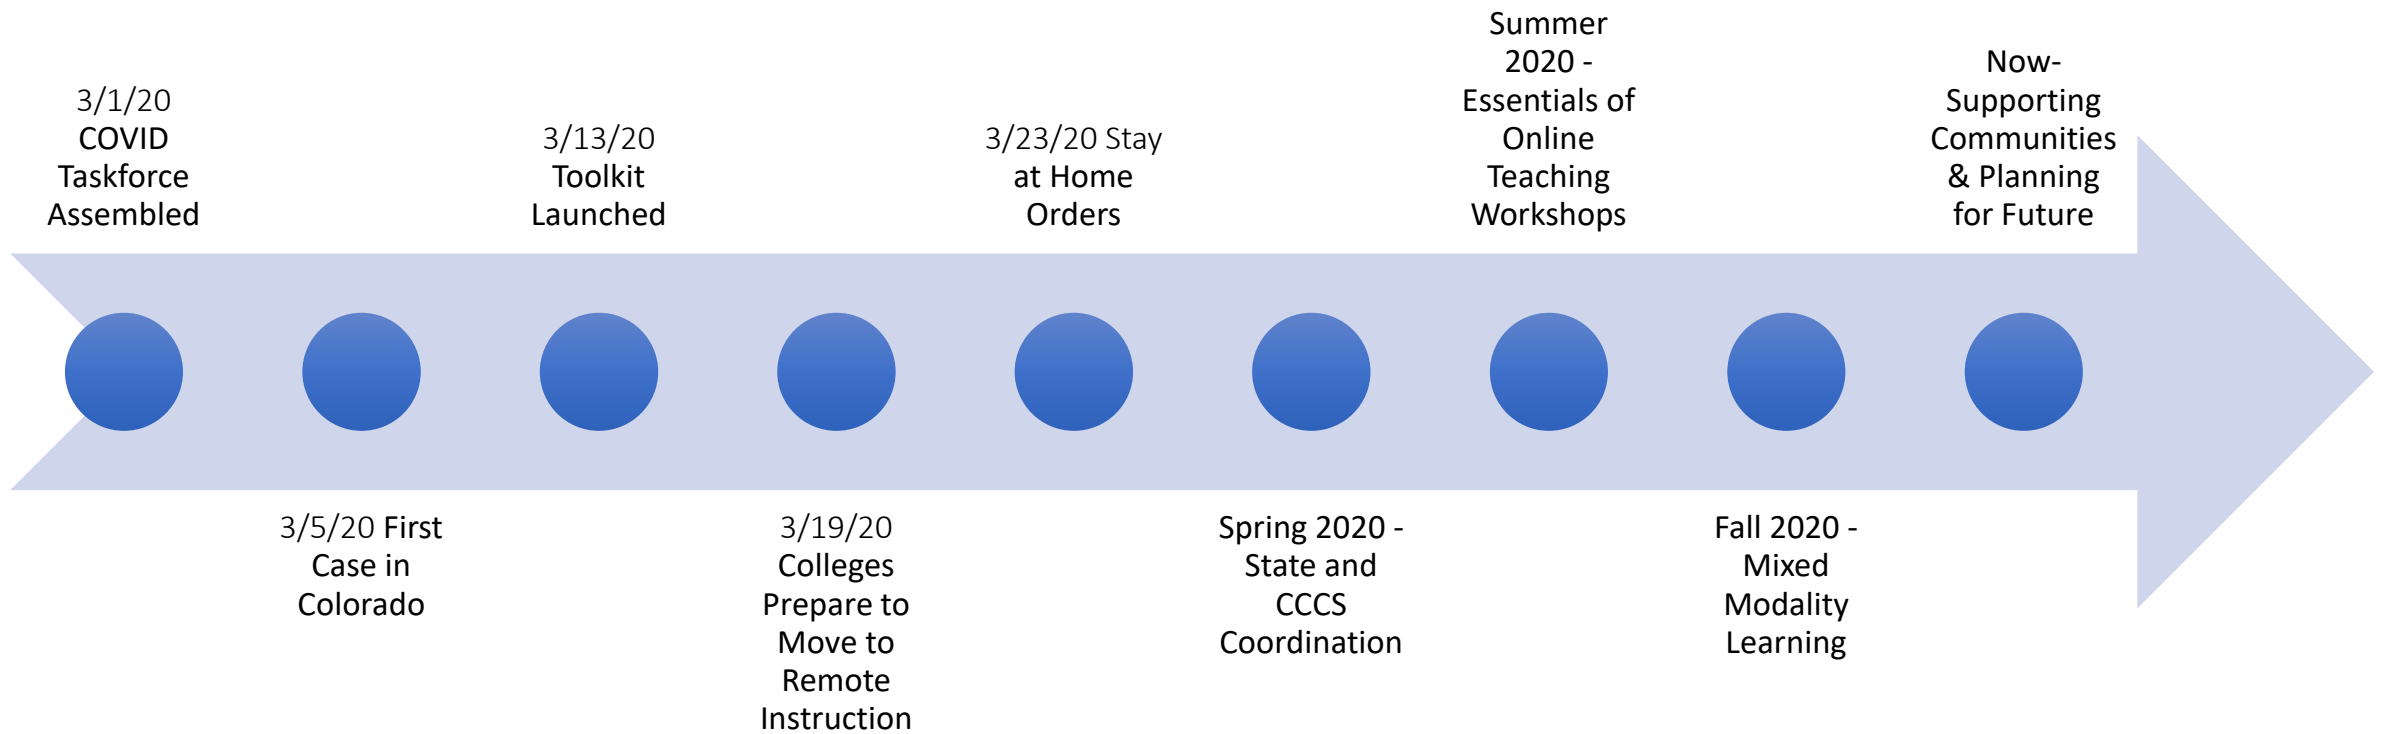 3/1/20
COVID
Taskforce
Assembled
3/5/20 First
Case in
Colorado
3/13/20
Toolkit
Launched
3/19/20
Colleges
Prepare to
Move to
Remote
Instruction
3/23/20 Stay
at Home
Orders
Spring 2020 -
State and
CCCS
Coordination
Summer
2020 -
Essentials of
Online
Teaching
Workshops
Fall 2020 -
Mixed
Modality
Learning
Now-
Supporting
Communities
& Planning
for Future